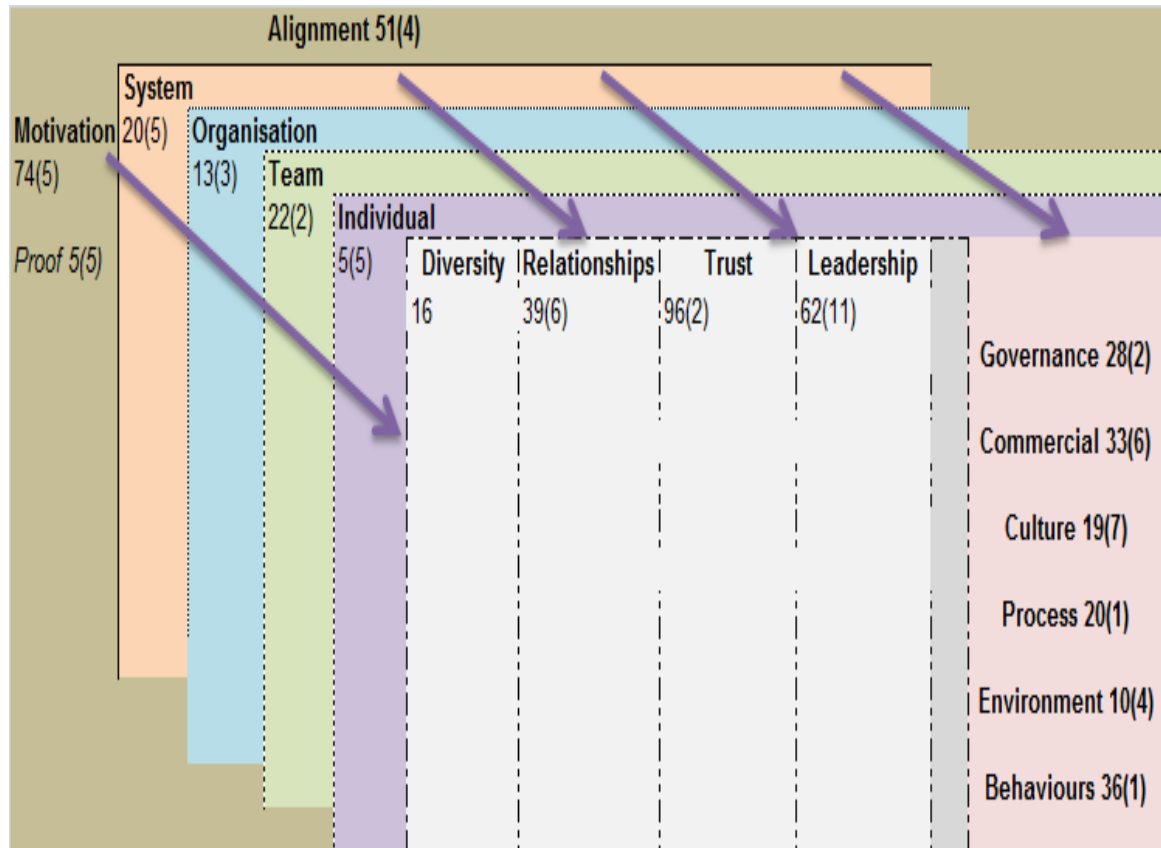 Alignment 51(4)
System
20(5)
Motivation
74(5)
Proof 5(5)
Organisation
13(3)
Team
22(2)
Individual
5(5)
Diversity
16
Relationships
39(6)
Trust
96(2)
Leadership
62(11)
Governance 28(2)
Commercial 33(6)
Culture 19(7)
Process 20(1)
Environment 10(4)
Behaviours 36(1)